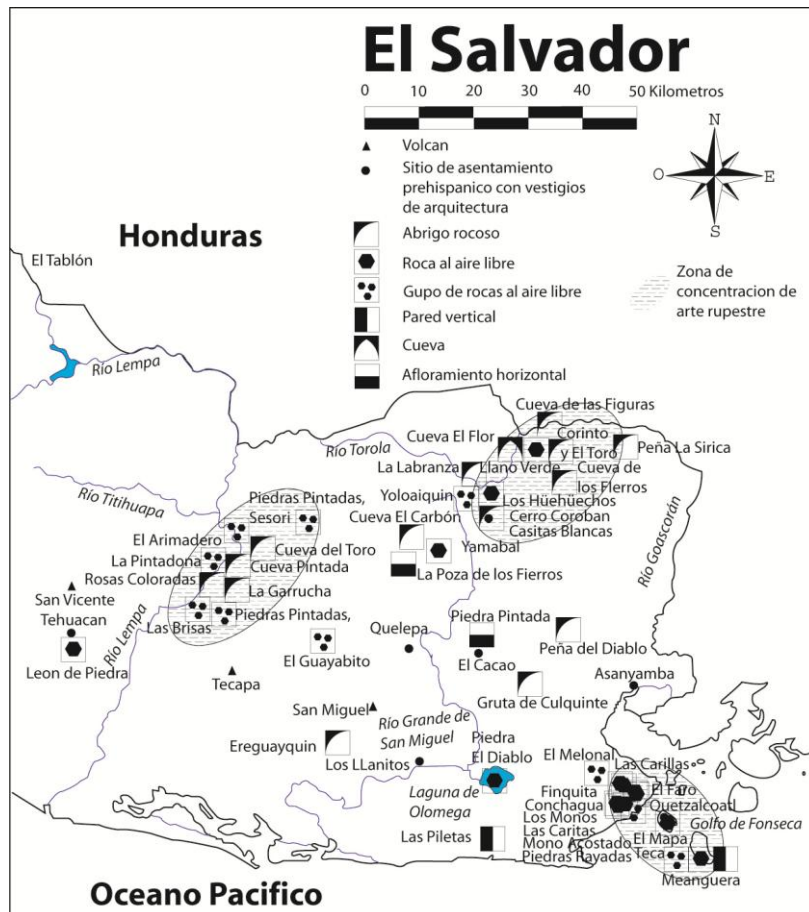 El Salvador
0 10 20 30 40 50 Kilometros
Volcan
Sitio de asentamiento
prehispanico con vestigios
de arquitectura
Abrigo rocoso
Roca al aire libre
Gupo de rocas al aire libre
Pared vertical
Cueva
Afloramiento horizontal
N
O
E
S
Zona de
concentracion de
arte rupestre
Honduras
El Tablón
Río Lempa
Río Titihuapa
Río Torola
Cueva de las Figuras
Cueva El Flor
Corinto
y El Toro
Peña La Sirica
La Labranza
Llano Verde
Cueva de
los FIerros
Yoloaiquin
Los Hüehüechos
Cerro Coroban
Casitas Blancas
Río Goascorán
Piedras Pintadas,
Sesori
El Arimadero
Cueva del Toro
La Pintadona
Cueva Pintada
Rosas Coloradas
La Garrucha
Las Brisas
Piedras Pintadas,
Cueva El Carbón
Yamabal
La Poza de los Fierros
San Vicente
Tehuacan
Leon de Piedra
Río Lempa
Tecapa
El Guayabito
Quelepa
Piedra Pintada
El Cacao
Peña del Diablo
Gruta de Culquinte
Asanyamba
San Miguel
Río Grande de
San Miguel
Ereguayquin
Los LLanitos
Piedra
El Diablo
Laguna de
Olomega
Las Piletas
El Melonal
Las Carillas
Finquita
El Faro
Conchagua
Quetzalcoatl
Los Monos
Las Caritas
El Mapa
Golfo de Fonseca
Mono Acostado
Piedras Rayadas
Teca
Meanguera
Oceano Pacifico